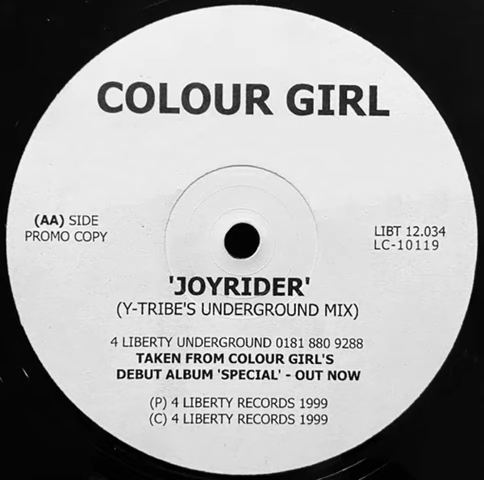 COLOUR GIRL
(AA) SIDE
PROMO COPY
LIBT 12.034
LC-10119
'JOYRIDER'
(Y-TRIBE'S UNDERGROUND MIX)
4 LIBERTY UNDERGROUND 0181 880 9288
TAKEN FROM COLOUR GIRL'S
DEBUT ALBUM 'SPECIAL' - OUT NOW
(P) 4 LIBERTY RECORDS 1999
(C) 4 LIBERTY RECORDS 1999